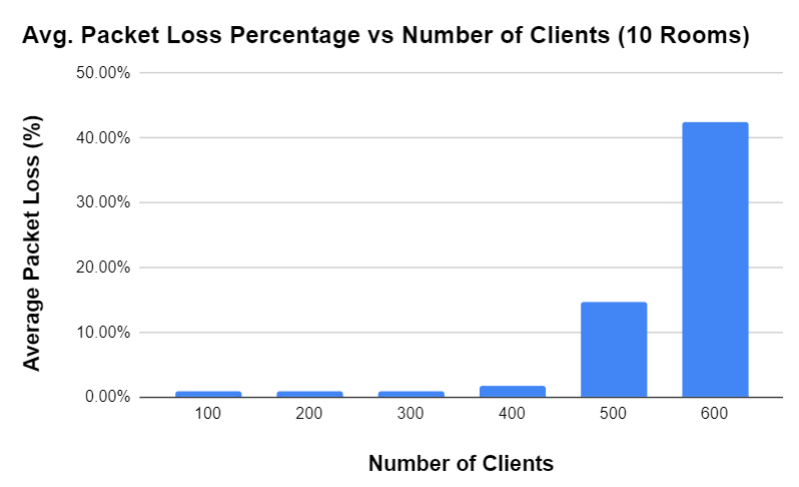 Avg. Packet Loss Percentage vs Number of Clients (10 Rooms)
50.00%
40.00%
30.00%
20.00%
10.00%
0.00%
Average Packet Loss (%)
100 200 300 400 500 600
Number of Clients